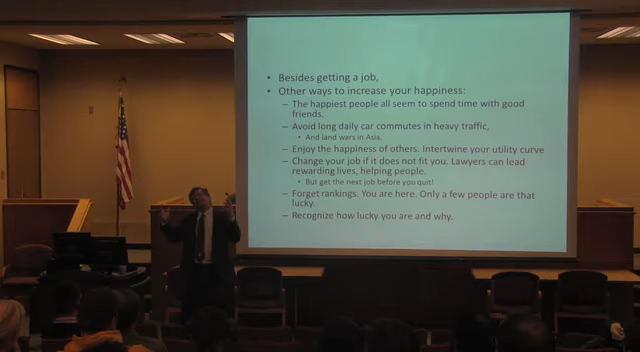 • Besides getting a job,
• Other ways to increase your happiness:
– The happiest people all seem to spend time with good
friends.
– Avoid long daily car commutes in heavy traffic,
• And land wars in Asia.
– Enjoy the happiness of others. Intertwine your utility curve
– Change your job if it does not fit you. Lawyers can lead
rewarding lives, helping people.
• But get the next job before you quit!
– Forget rankings. You are here. Only a few people are that
lucky.
– Recognize how lucky you are and why.